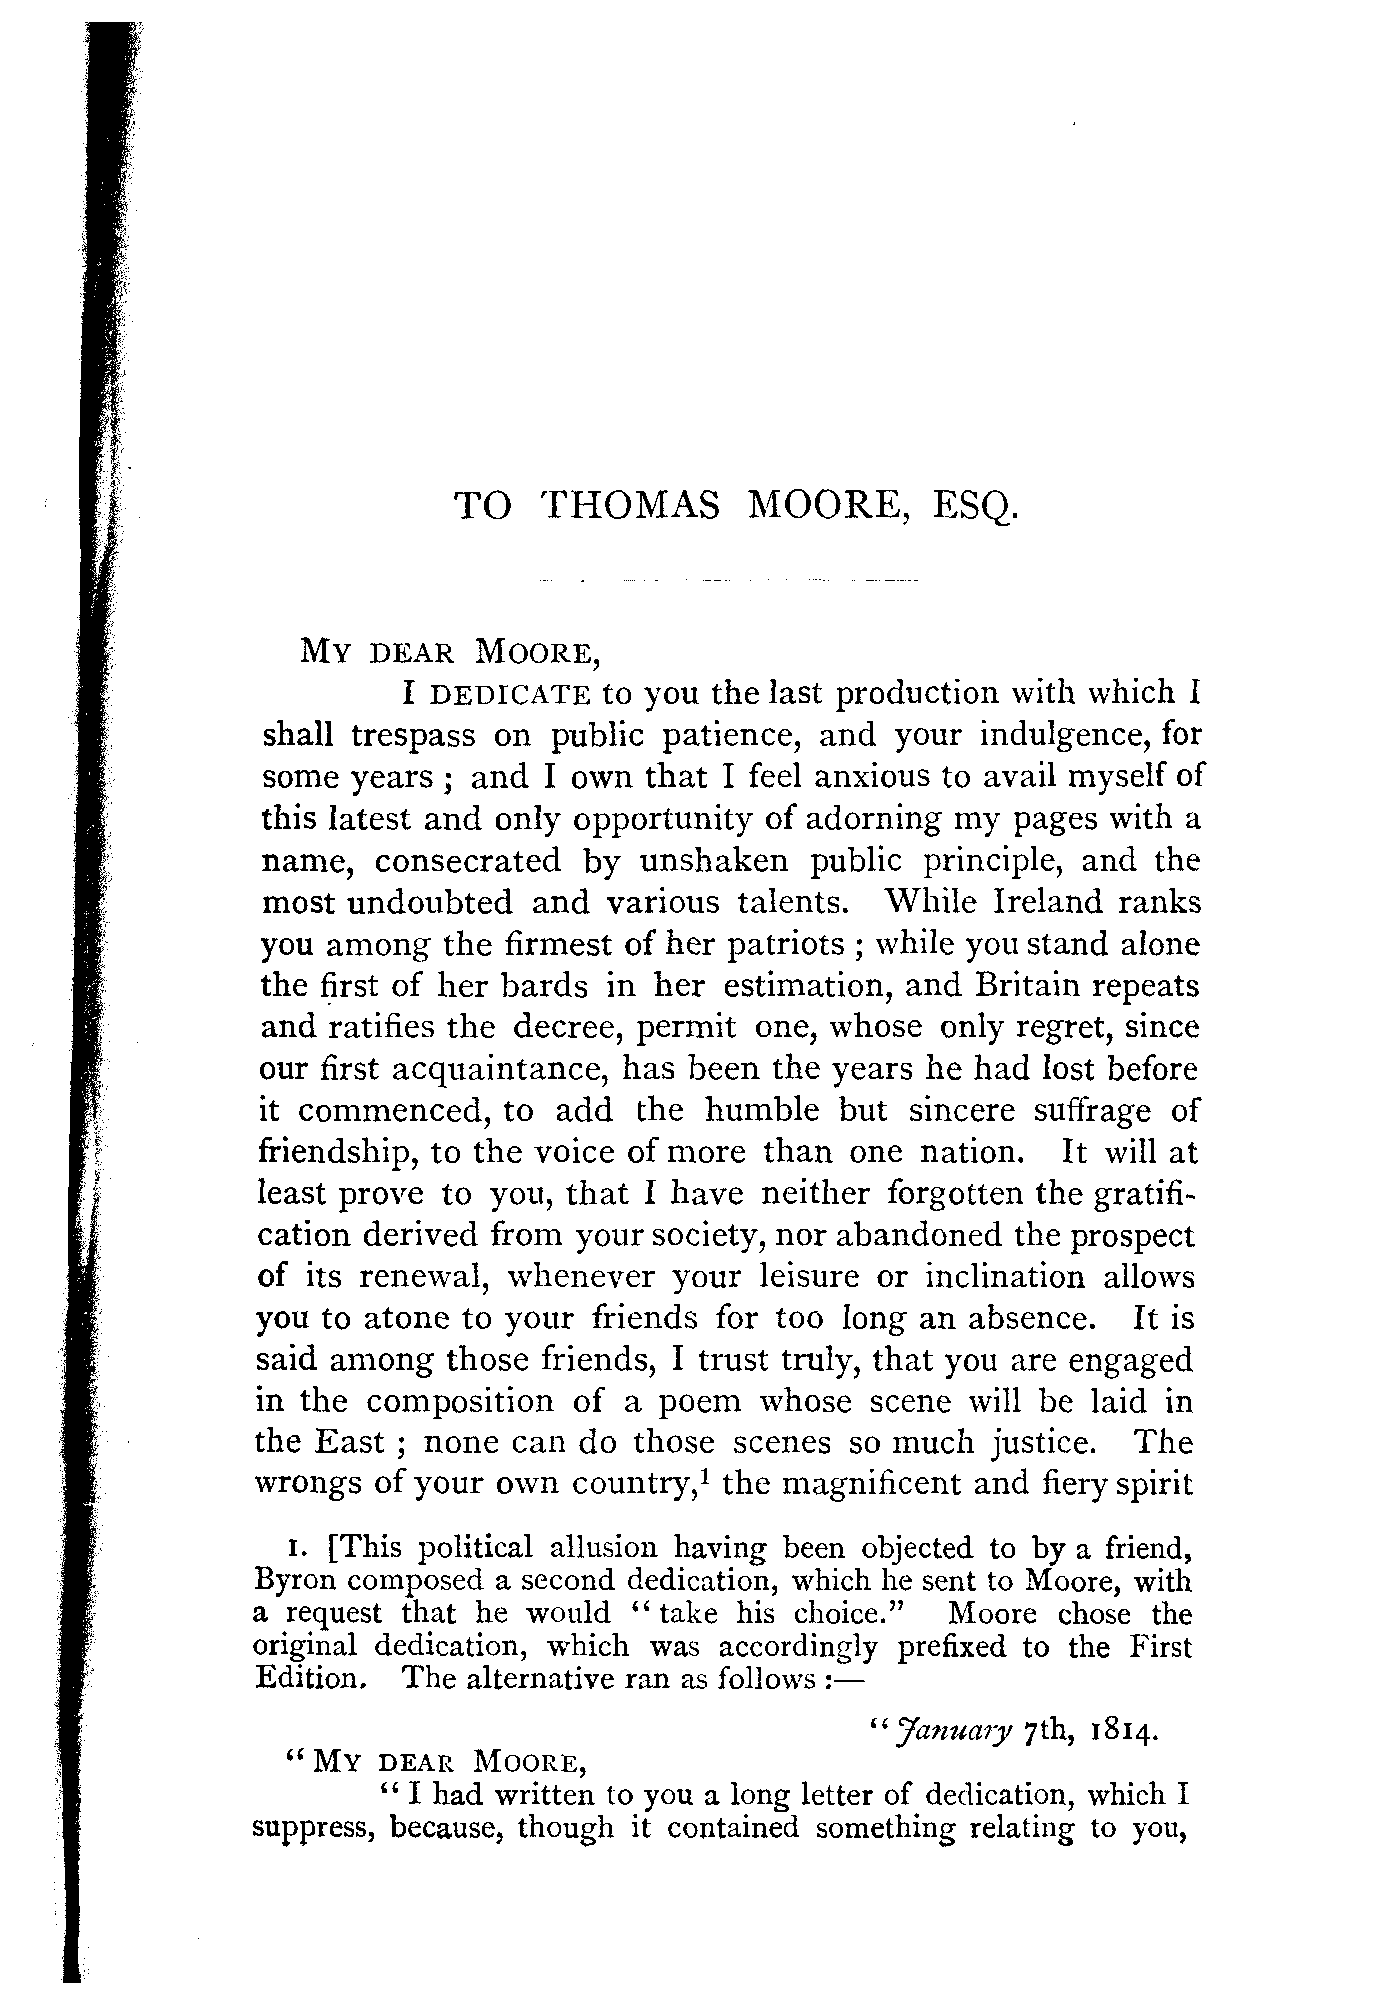 TO THOMAS MOORE, ESQ.
MY DEAR MOORE,
I DEDICATE to you the last production with which I
shall trespass on public patience, and your indulgence, for
some years ; and I own that I feel anxious to avail myself of
this latest and only opportunity of adorning my pages with a
name, consecrated by unshaken public principle, and the
most undoubted and various talents. While Ireland ranks
you among the firmest of her patriots ; while you stand alone
the first of her bards in her estimation, and Britain repeats
and ratifies the decree, permit one, whose only regret, since
our first acquaintance, has been the years he had lost before
it commenced, to add the humble but sincere suffrage of
friendship, to the voice of more than one nation. It will at
least prove to you, that I have neither forgotten the gratifi-
cation derived from your society, nor abandoned the prospect
of its renewal, whenever your leisure or inclination allows
you to atone to your friends for too long an absence. It is
said among those friends, I trust truly, that you are engaged
in the composition of a poem whose scene will be laid in
the East ; none can do those scenes so much justice. The
wrongs of your own country,¹ the magnificent and fiery spirit
1. [This political allusion having been objected to by a friend,
Byron composed a second dedication, which he sent to Moore, with
a request that he would "take his choice." Moore chose the
original dedication, which was accordingly prefixed to the First
Edition. The alternative ran as follows :—
"January 7th, 1814.
"MY DEAR MOORE,
"I had written to you a long letter of dedication, which I
suppress, because, though it contained something relating to you,